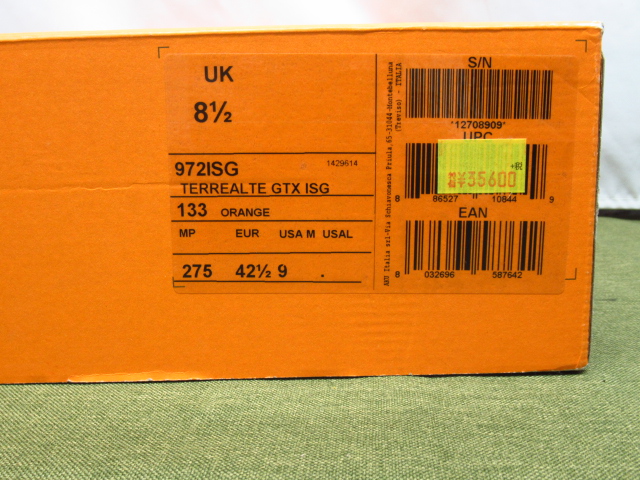 UK
8½
972ISG 1429614
TERREALTE GTX ISG
133 ORANGE
MP EUR USA M USAL
275 42½ 9 .
AKU Italia srl-Via Schiavonesca Priula,65-31044-Montebelluna
(Treviso) - ITALIA
S/N
*12708909*
UPC
¥35600
8 86527 10844 9
EAN
8 032696 587642